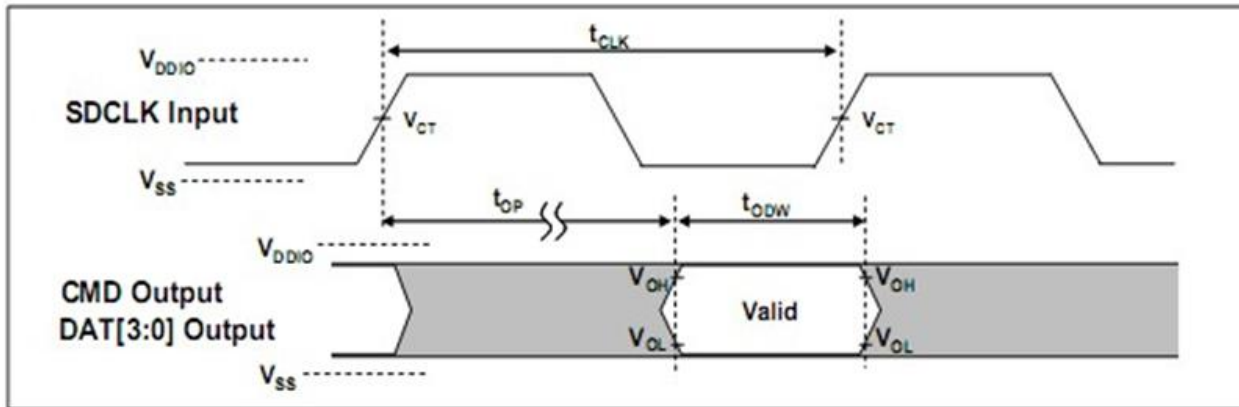 tCLK
VDDIO
SDCLK Input
VCT
VCT
VSS
tOP
tODW
VDDIO
CMD Output
DAT[3:0] Output
VOH
VOH
Valid
VOL
VOL
VSS